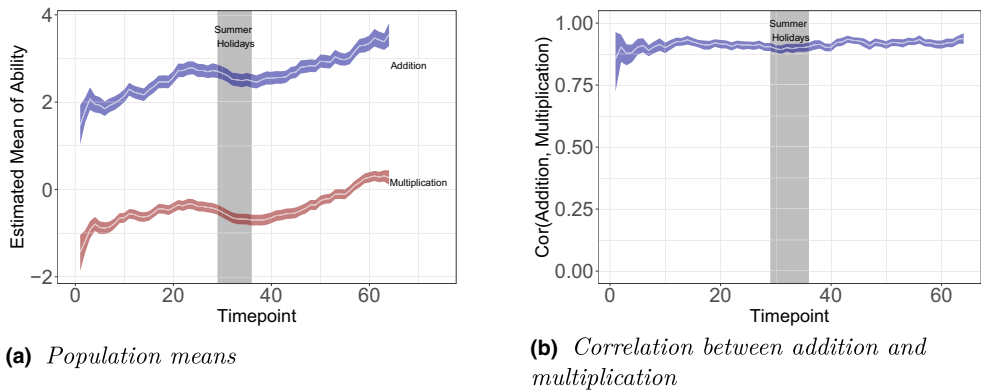 4
2
0
−2
Estimated Mean of Ability
Summer
Holidays
Addition
Multiplication
0
20
40
60
Timepoint
(a) Population means
1.00
0.75
0.50
0.25
0.00
Cor(Addition, Multiplication)
Summer
Holidays
0
20
40
60
Timepoint
(b) Correlation between addition and
multiplication